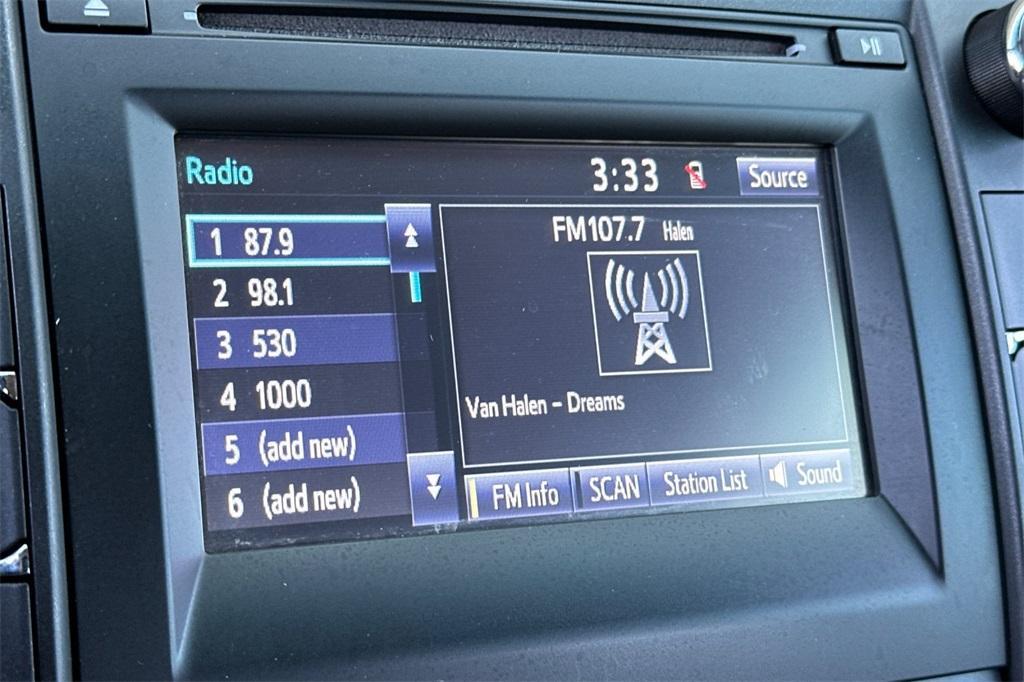 Radio 3:33 Source
FM107.7 Halen
1 87.9
2 98.1
3 530
4 1000
5 (add new)
6 (add new)
Van Halen - Dreams
FM Info SCAN Station List Sound